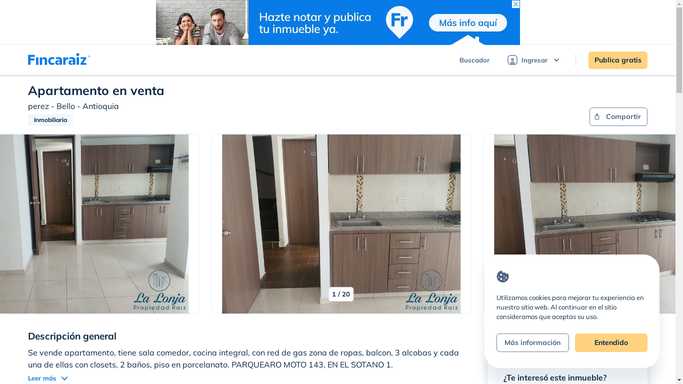 Hazte notar y publica
tu inmueble ya.
Fr
Más info aquí
Fincaraiz
Buscador
Ingresar
Publica gratis
Apartamento en venta
perez - Bello - Antioquia
Inmobiliaria
Compartir
La Lonja
Propiedad Raíz
1 / 20
La Lonja
Propiedad Raíz
Utilizamos cookies para mejorar tu experiencia en
nuestro sitio web. Al continuar en el sitio
consideramos que aceptas su uso.
Más información
Entendido
Descripción general
Se vende apartamento, tiene sala comedor, cocina integral, con red de gas zona de ropas, balcon, 3 alcobas y cada
una de ellas con closets, 2 baños, piso en porcelanato. PARQUEARO MOTO 143, EN EL SOTANO 1.
Leer más
¿Te interesó este inmueble?